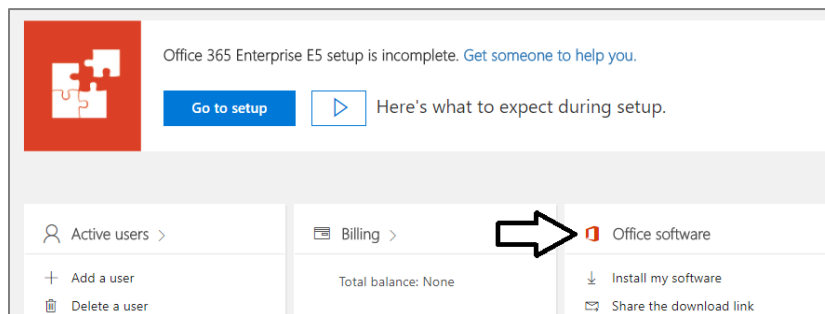 Office 365 Enterprise E5 setup is incomplete. Get someone to help you.
Go to setup
Here's what to expect during setup.
Active users >
Add a user
Delete a user
Billing >
Total balance: None
Office software
Install my software
Share the download link